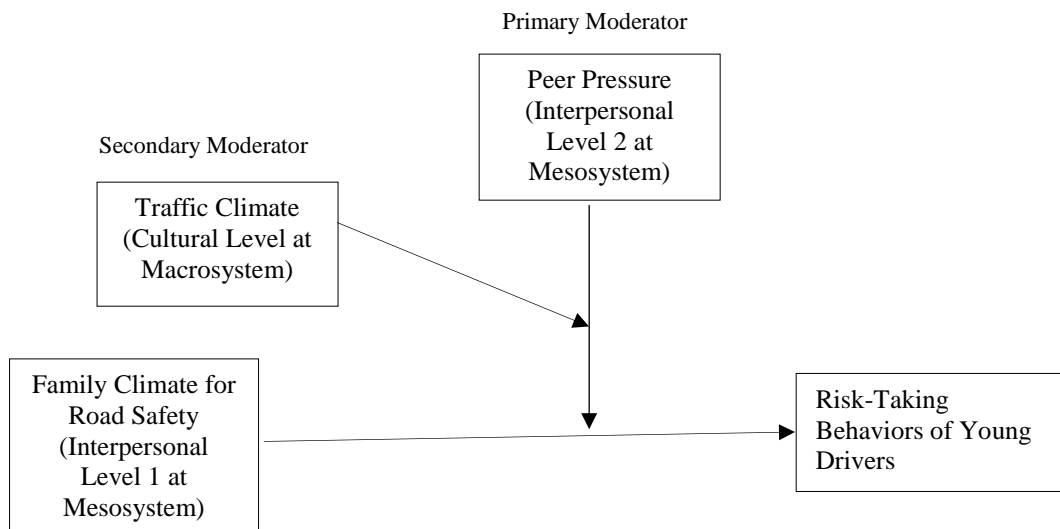 Primary Moderator
Peer Pressure
(Interpersonal
Level 2 at
Mesosystem)
Secondary Moderator
Traffic Climate
(Cultural Level at
Macrosystem)
Family Climate for
Road Safety
(Interpersonal
Level 1 at
Mesosystem)
Risk-Taking
Behaviors of Young
Drivers